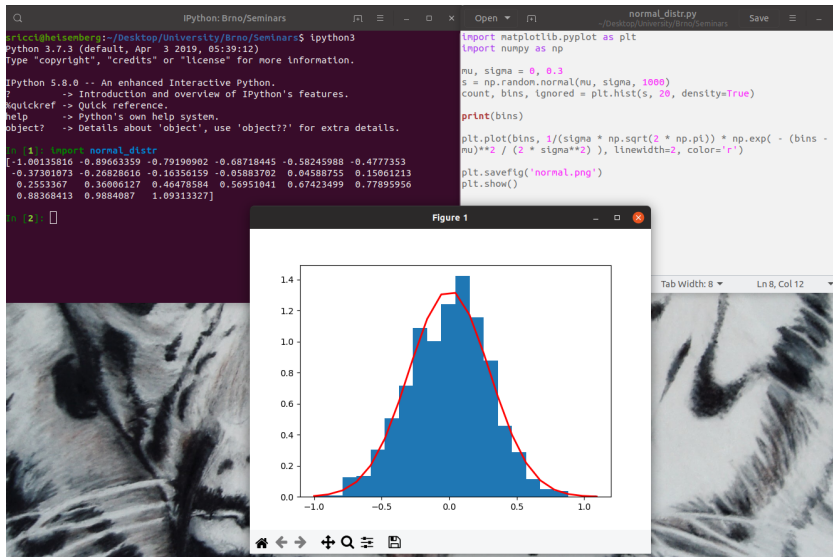 IPython: Brno/Seminars
sricci@heisemberg:~/Desktop/University/Brno/Seminars$ ipython3
Python 3.7.3 (default, Apr  3 2019, 05:39:12)
Type "copyright", "credits" or "license" for more information.
IPython 5.8.0 -- An enhanced Interactive Python.
?         -> Introduction and overview of IPython's features.
%quickref -> Quick reference.
help      -> Python's own help system.
object?   -> Details about 'object', use 'object??' for extra details.
In [1]: import normal_distr
[-1.00135816 -0.89663359 -0.79190902 -0.68718445 -0.58245988 -0.4777353
 -0.37301073 -0.26828616 -0.16356159 -0.05883702  0.04588755  0.15061213
  0.2553367   0.36006127  0.46478584  0.56951041  0.67423499  0.77895956
  0.88368413  0.9884087   1.09313327]
In [2]:
Open
normal_distr.py
~/Desktop/University/Brno/Seminars
Save
import matplotlib.pyplot as plt
import numpy as np
mu, sigma = 0, 0.3
s = np.random.normal(mu, sigma, 1000)
count, bins, ignored = plt.hist(s, 20, density=True)
print(bins)
plt.plot(bins, 1/(sigma * np.sqrt(2 * np.pi)) * np.exp( - (bins -
mu)**2 / (2 * sigma**2) ), linewidth=2, color='r')
plt.savefig('normal.png')
plt.show()
Tab Width: 8
Ln 8, Col 12
Figure 1
1.4
1.2
1.0
0.8
0.6
0.4
0.2
0.0
−1.0 −0.5 0.0 0.5 1.0